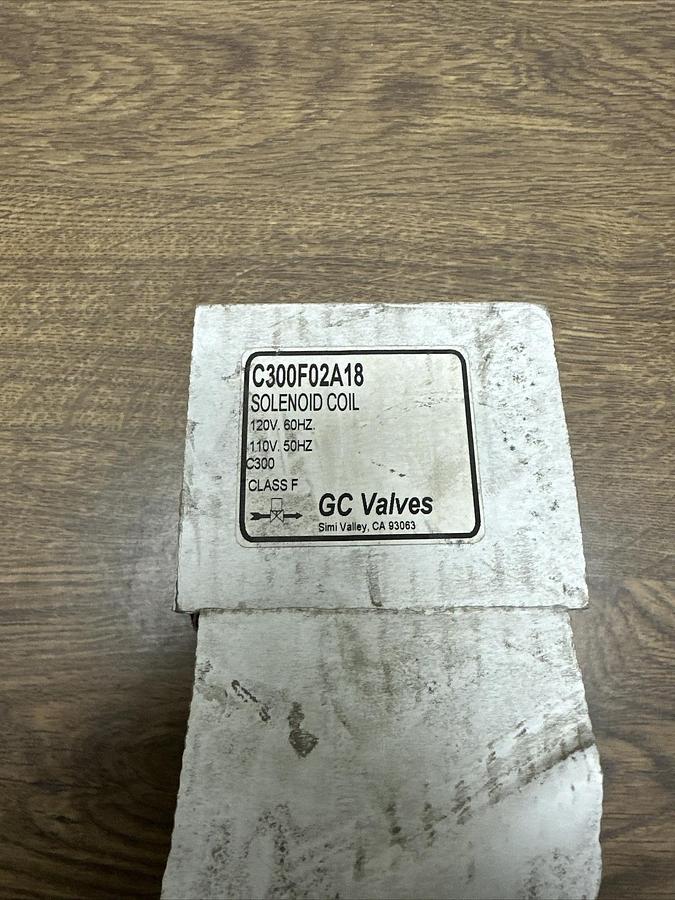 C300F02A18
SOLENOID COIL
120V. 60HZ.
110V. 50HZ
C300
CLASS F
GC Valves
Simi Valley, CA 93063